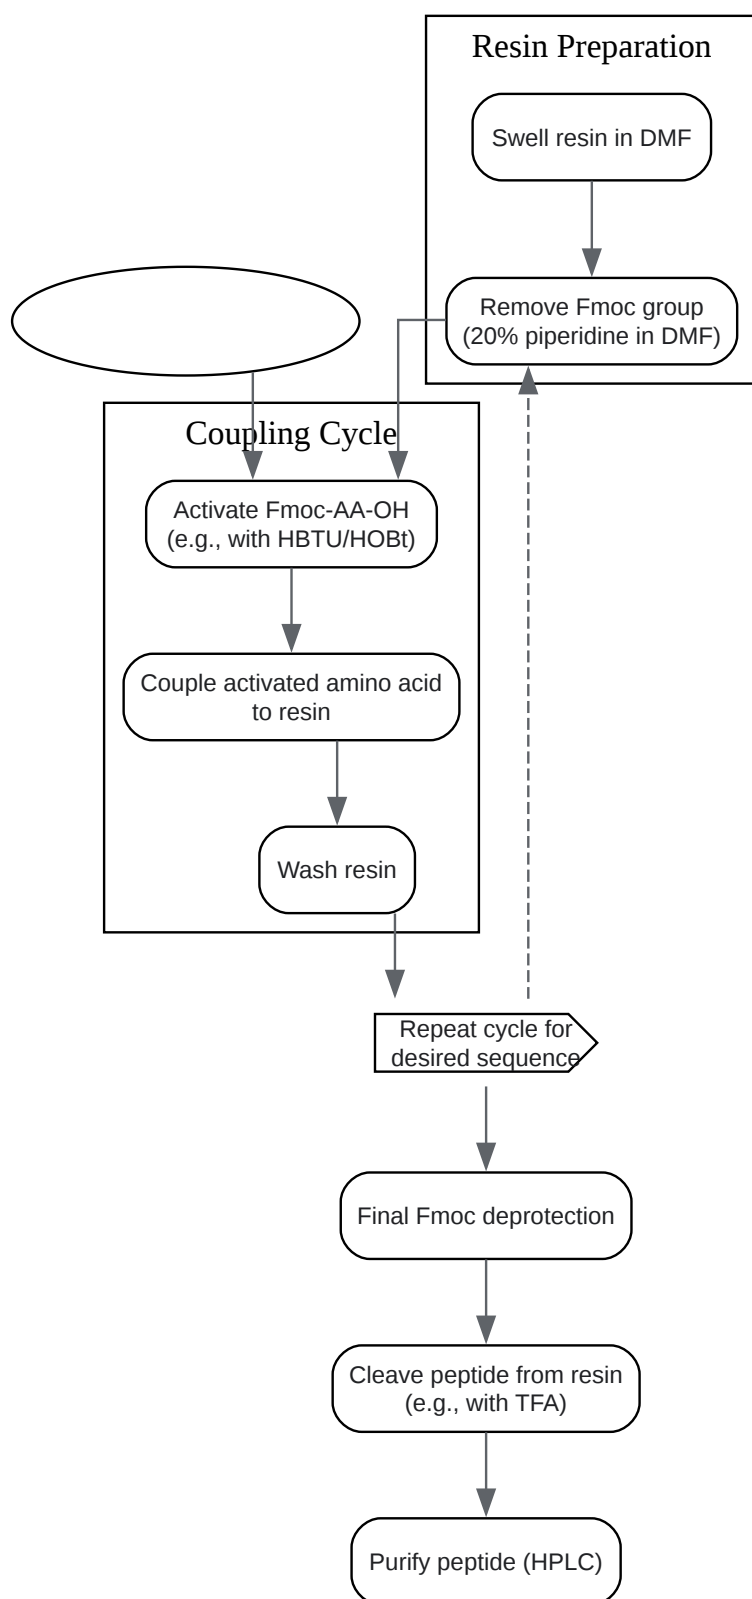 Resin Preparation
Swell resin in DMF
Remove Fmoc group
(20% piperidine in DMF)
Coupling Cycle
Activate Fmoc-AA-OH
(e.g., with HBTU/HOBt)
Couple activated amino acid
to resin
Wash resin
Repeat cycle for
desired sequence
Final Fmoc deprotection
Cleave peptide from resin
(e.g., with TFA)
Purify peptide (HPLC)